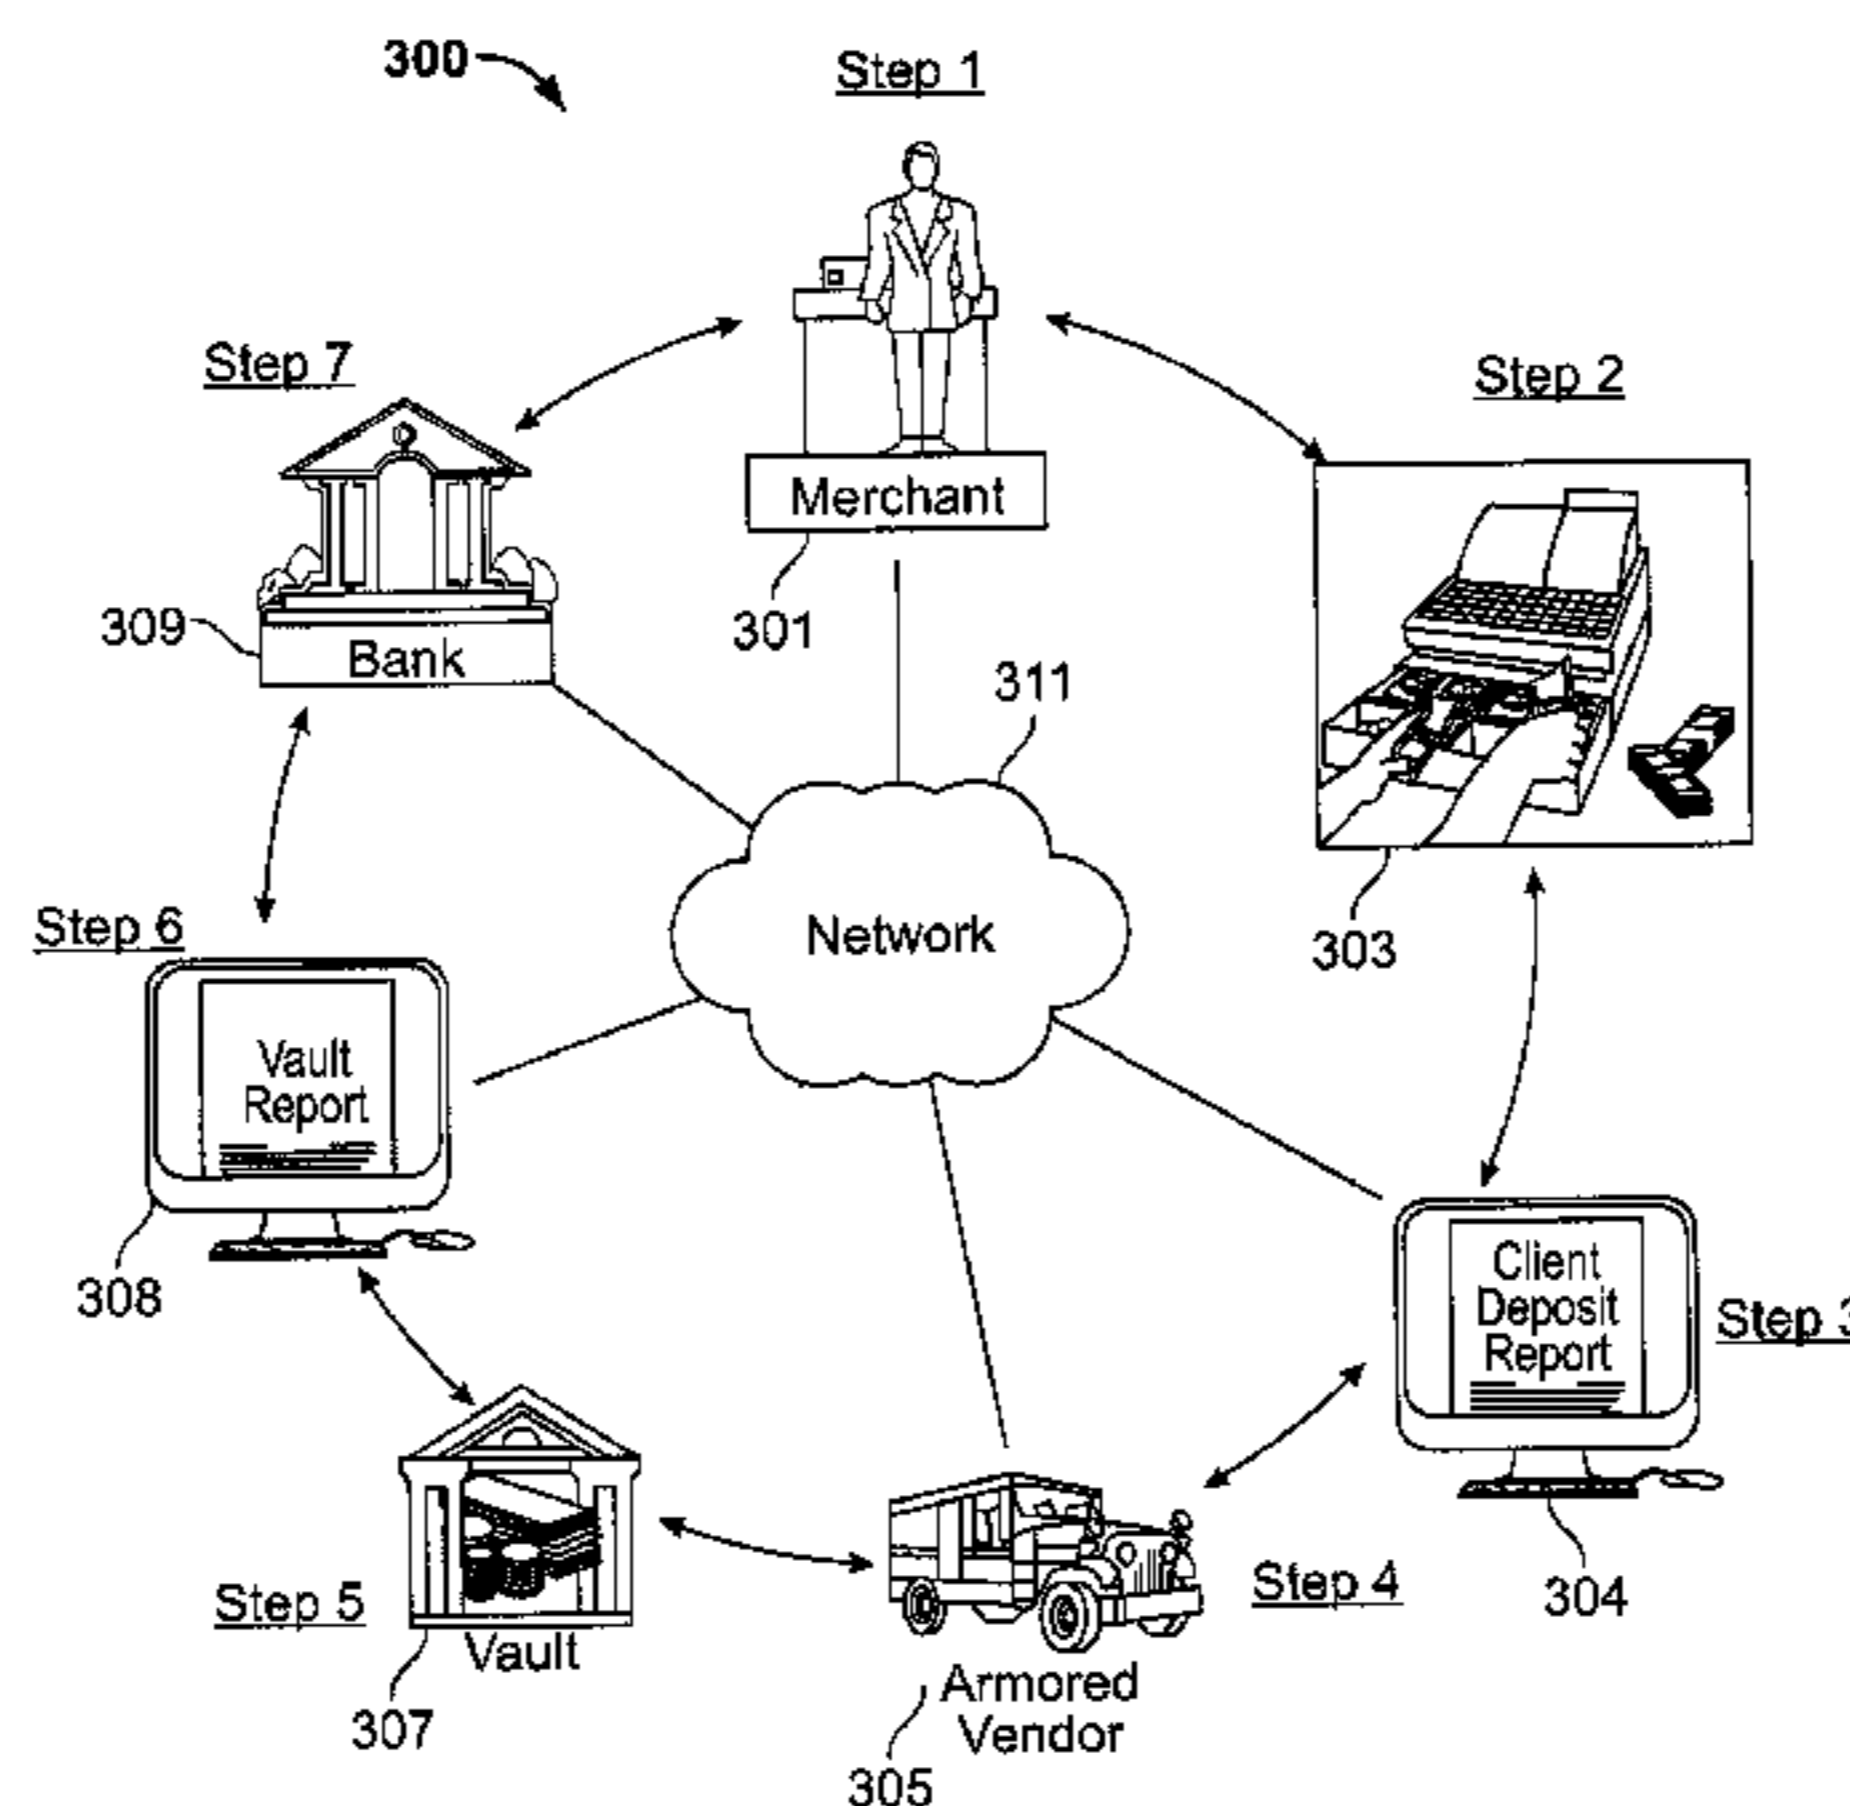 300
Step 1
Step 7
Step 2
Merchant
309
301
Bank
311
Step 6
Network
303
Vault
Report
Client
Deposit
Report
Step 3
308
Step 5
Step 4
304
Vault
Armored
Vendor
307
305